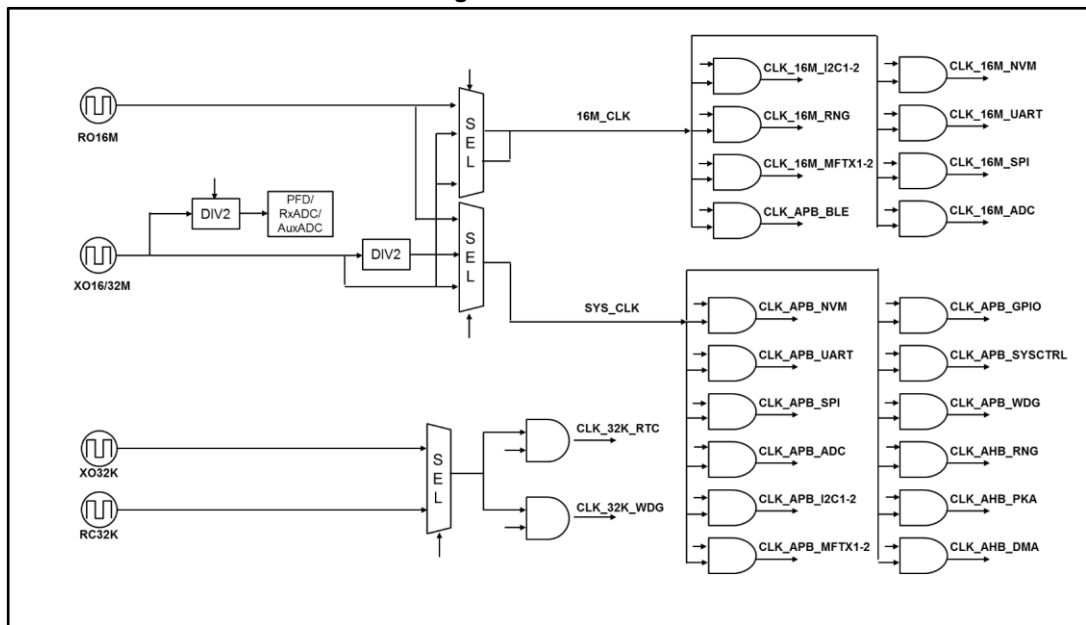 RO16M
XO16/32M
DIV2
PFD/
RxADC/
AuxADC
DIV2
S
E
L
S
E
L
16M_CLK
SYS_CLK
CLK_16M_I2C1-2
CLK_16M_RNG
CLK_16M_MFTX1-2
CLK_APB_BLE
CLK_16M_NVM
CLK_16M_UART
CLK_16M_SPI
CLK_16M_ADC
CLK_APB_NVM
CLK_APB_UART
CLK_APB_SPI
CLK_APB_ADC
CLK_APB_I2C1-2
CLK_APB_MFTX1-2
CLK_APB_GPIO
CLK_APB_SYSCTRL
CLK_APB_WDG
CLK_AHB_RNG
CLK_AHB_PKA
CLK_AHB_DMA
XO32K
RC32K
S
E
L
CLK_32K_RTC
CLK_32K_WDG